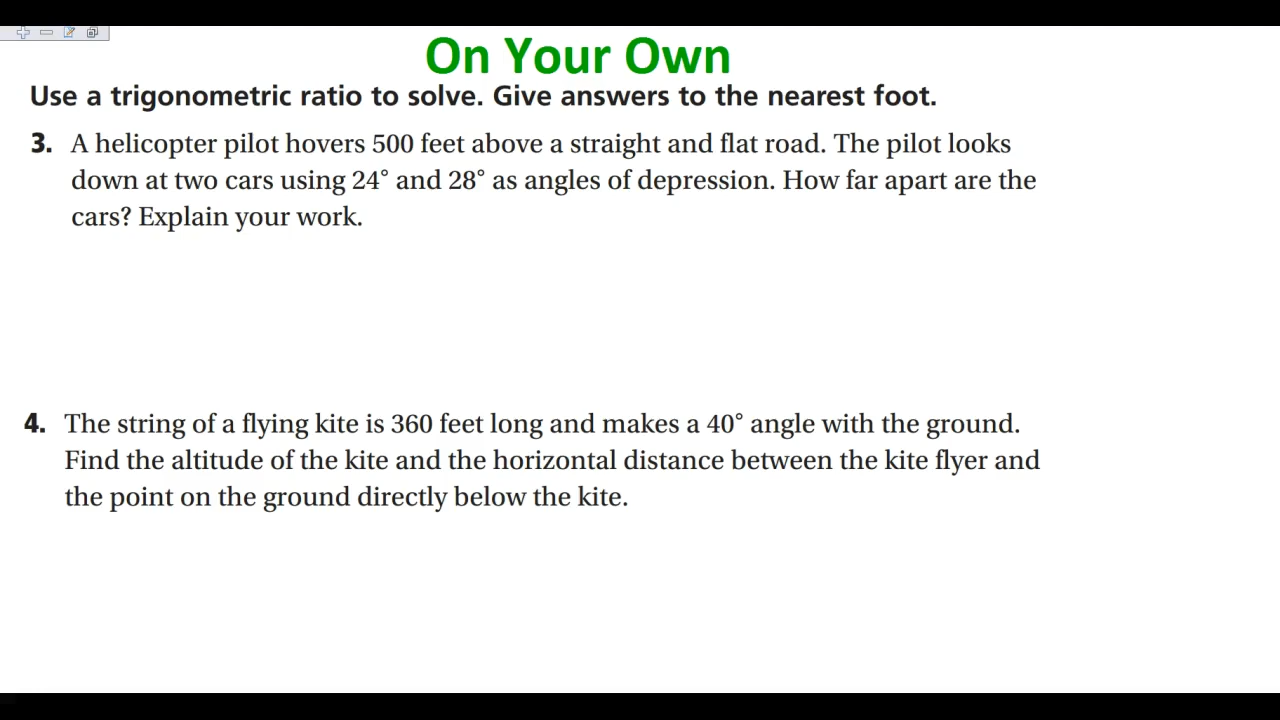 On Your Own
Use a trigonometric ratio to solve. Give answers to the nearest foot.
3. A helicopter pilot hovers 500 feet above a straight and flat road. The pilot looks
down at two cars using 24° and 28° as angles of depression. How far apart are the
cars? Explain your work.
4. The string of a flying kite is 360 feet long and makes a 40° angle with the ground.
Find the altitude of the kite and the horizontal distance between the kite flyer and
the point on the ground directly below the kite.